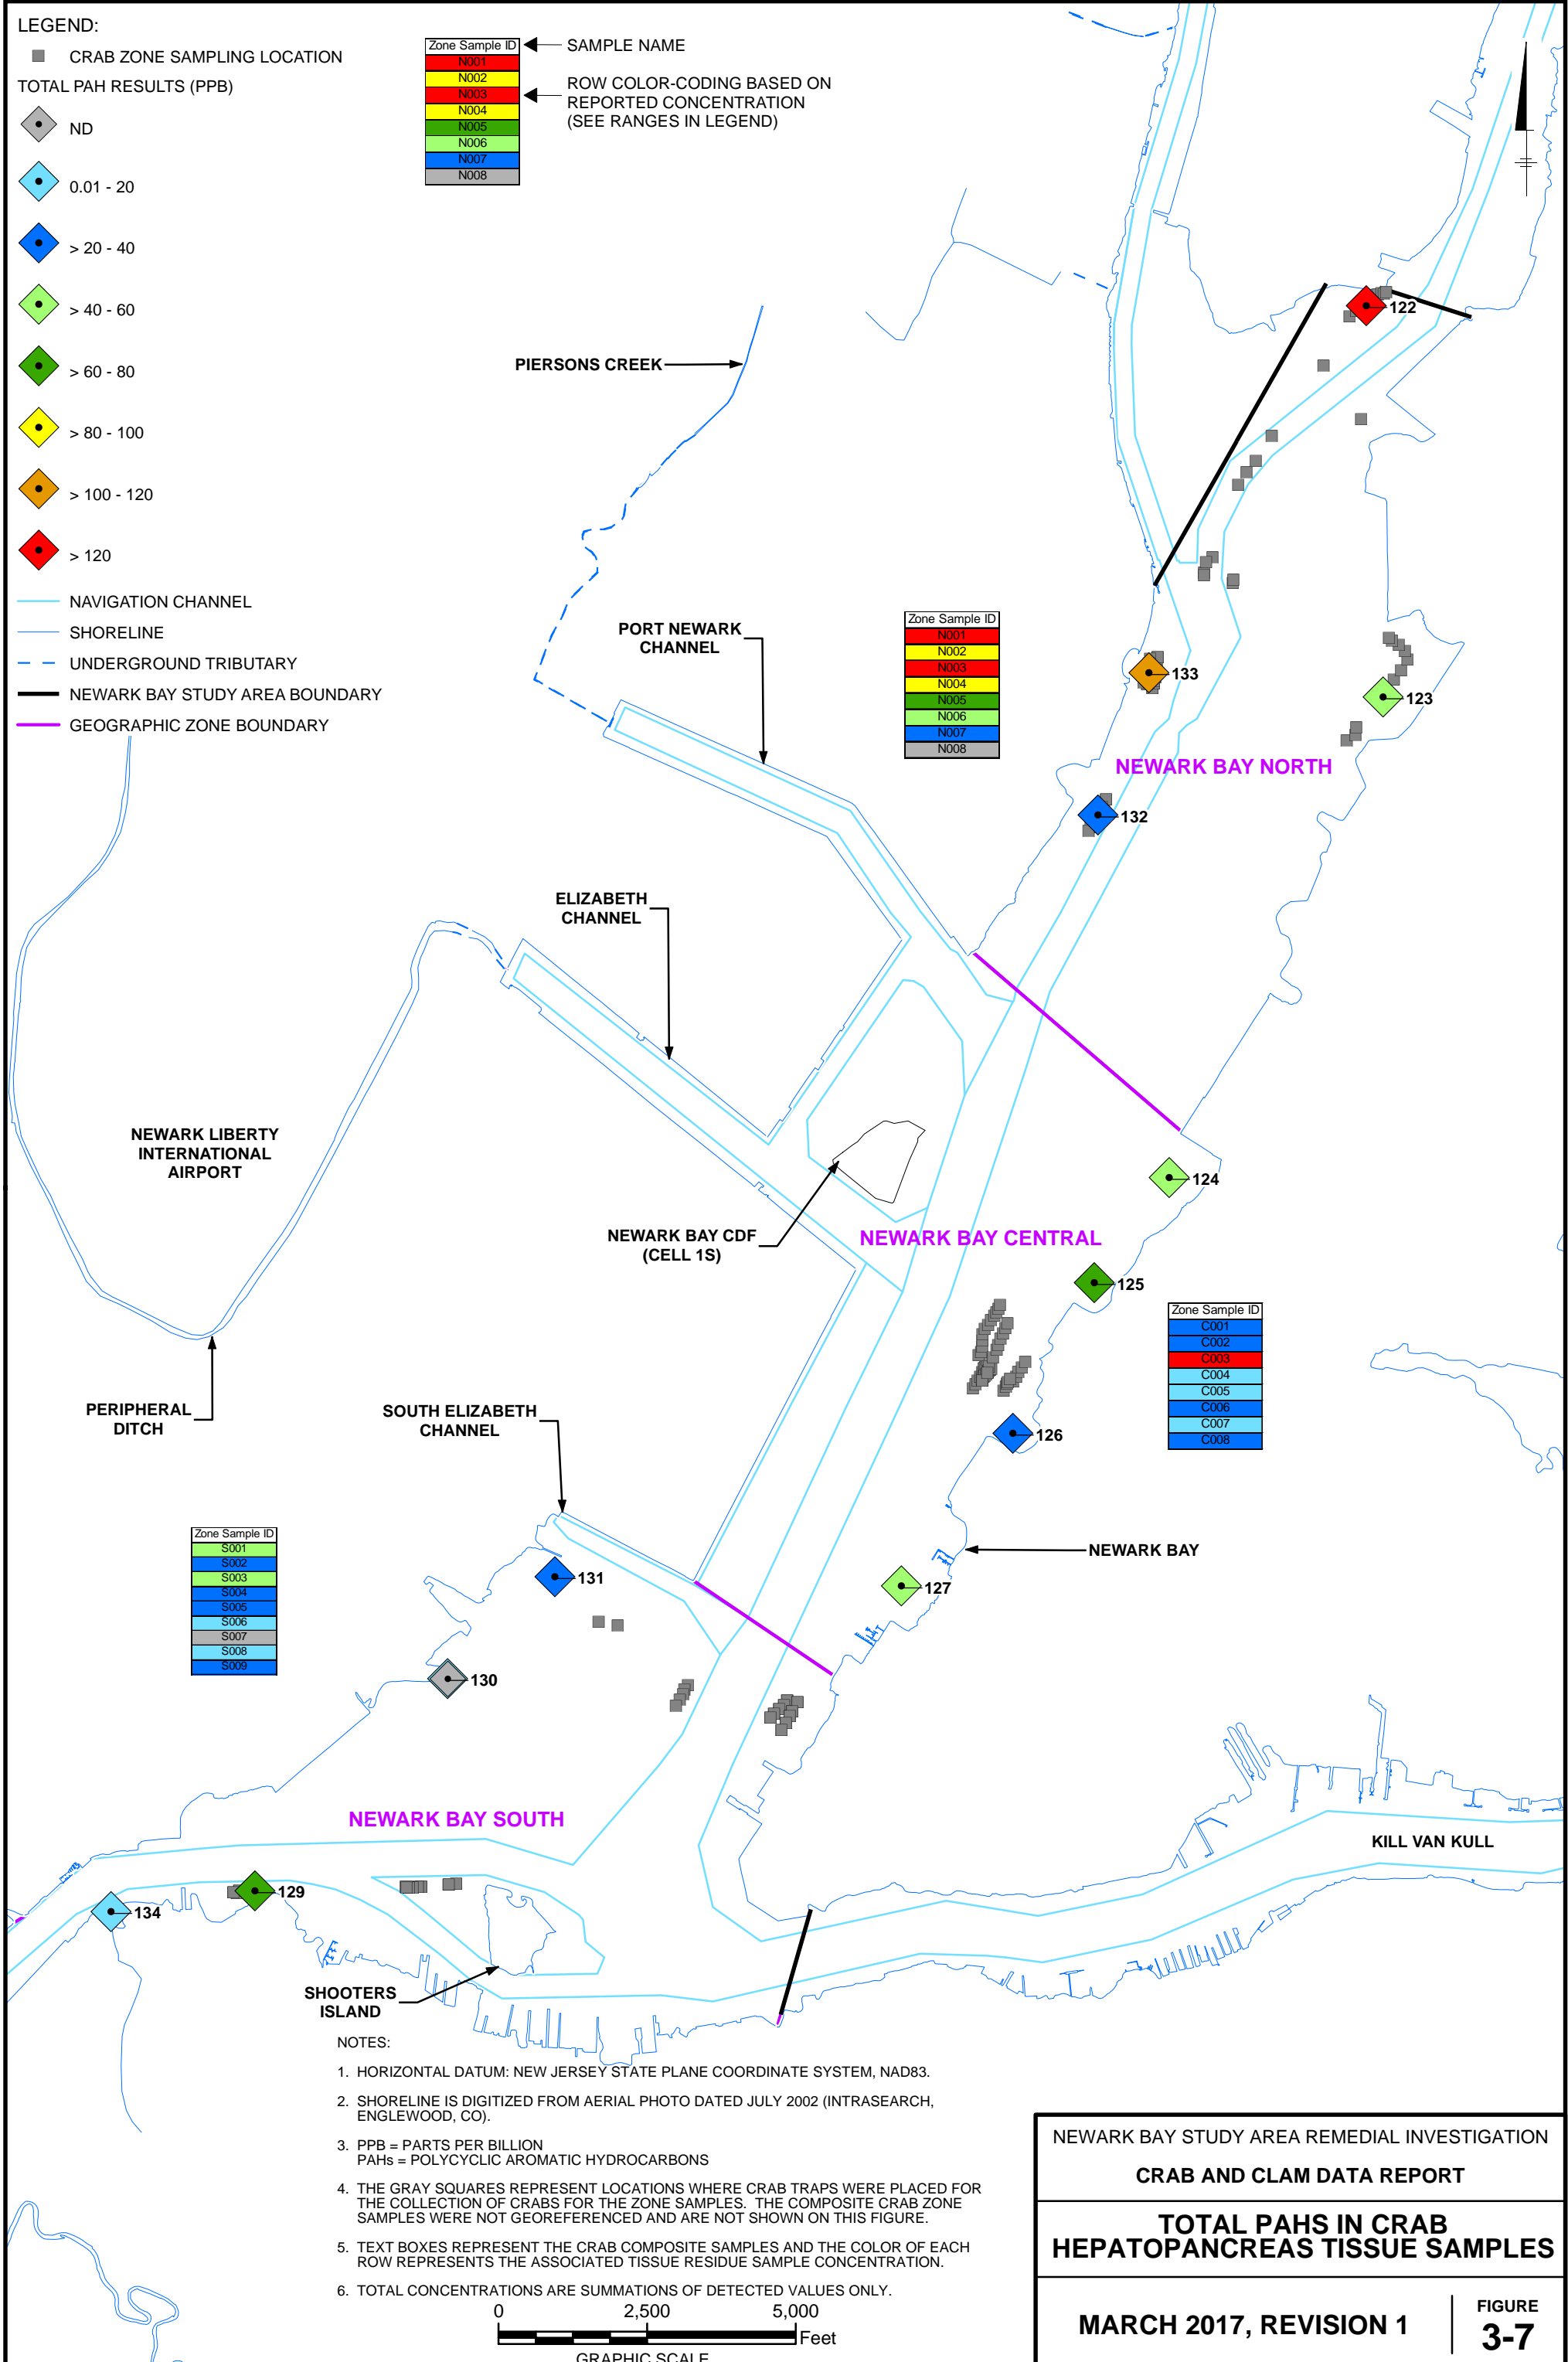 LEGEND:
CRAB ZONE SAMPLING LOCATION
TOTAL PAH RESULTS (PPB)
ND
0.01 - 20
> 20 - 40
> 40 - 60
> 60 - 80
> 80 - 100
> 100 - 120
> 120
NAVIGATION CHANNEL
SHORELINE
UNDERGROUND TRIBUTARY
NEWARK BAY STUDY AREA BOUNDARY
GEOGRAPHIC ZONE BOUNDARY
Zone Sample ID
N001
N002
N003
N004
N005
N006
N007
N008
SAMPLE NAME
ROW COLOR-CODING BASED ON
REPORTED CONCENTRATION
(SEE RANGES IN LEGEND)
122
PIERSONS CREEK
PORT NEWARK
CHANNEL
Zone Sample ID
N001
N002
N003
N004
N005
N006
N007
N008
133
123
NEWARK BAY NORTH
132
ELIZABETH
CHANNEL
NEWARK LIBERTY
INTERNATIONAL
AIRPORT
124
NEWARK BAY CDF
(CELL 1S)
NEWARK BAY CENTRAL
125
Zone Sample ID
C001
C002
C003
C004
C005
C006
C007
C008
PERIPHERAL
DITCH
SOUTH ELIZABETH
CHANNEL
126
Zone Sample ID
S001
S002
S003
S004
S005
S006
S007
S008
S009
NEWARK BAY
131
127
130
NEWARK BAY SOUTH
KILL VAN KULL
129
134
SHOOTERS
ISLAND
NOTES:
1. HORIZONTAL DATUM: NEW JERSEY STATE PLANE COORDINATE SYSTEM, NAD83.
2. SHORELINE IS DIGITIZED FROM AERIAL PHOTO DATED JULY 2002 (INTRASEARCH,
ENGLEWOOD, CO).
3. PPB = PARTS PER BILLION
PAHs = POLYCYCLIC AROMATIC HYDROCARBONS
4. THE GRAY SQUARES REPRESENT LOCATIONS WHERE CRAB TRAPS WERE PLACED FOR
THE COLLECTION OF CRABS FOR THE ZONE SAMPLES. THE COMPOSITE CRAB ZONE
SAMPLES WERE NOT GEOREFERENCED AND ARE NOT SHOWN ON THIS FIGURE.
5. TEXT BOXES REPRESENT THE CRAB COMPOSITE SAMPLES AND THE COLOR OF EACH
ROW REPRESENTS THE ASSOCIATED TISSUE RESIDUE SAMPLE CONCENTRATION.
6. TOTAL CONCENTRATIONS ARE SUMMATIONS OF DETECTED VALUES ONLY.
0 2,500 5,000
Feet
GRAPHIC SCALE
NEWARK BAY STUDY AREA REMEDIAL INVESTIGATION
CRAB AND CLAM DATA REPORT
TOTAL PAHS IN CRAB
HEPATOPANCREAS TISSUE SAMPLES
MARCH 2017, REVISION 1
FIGURE
3-7